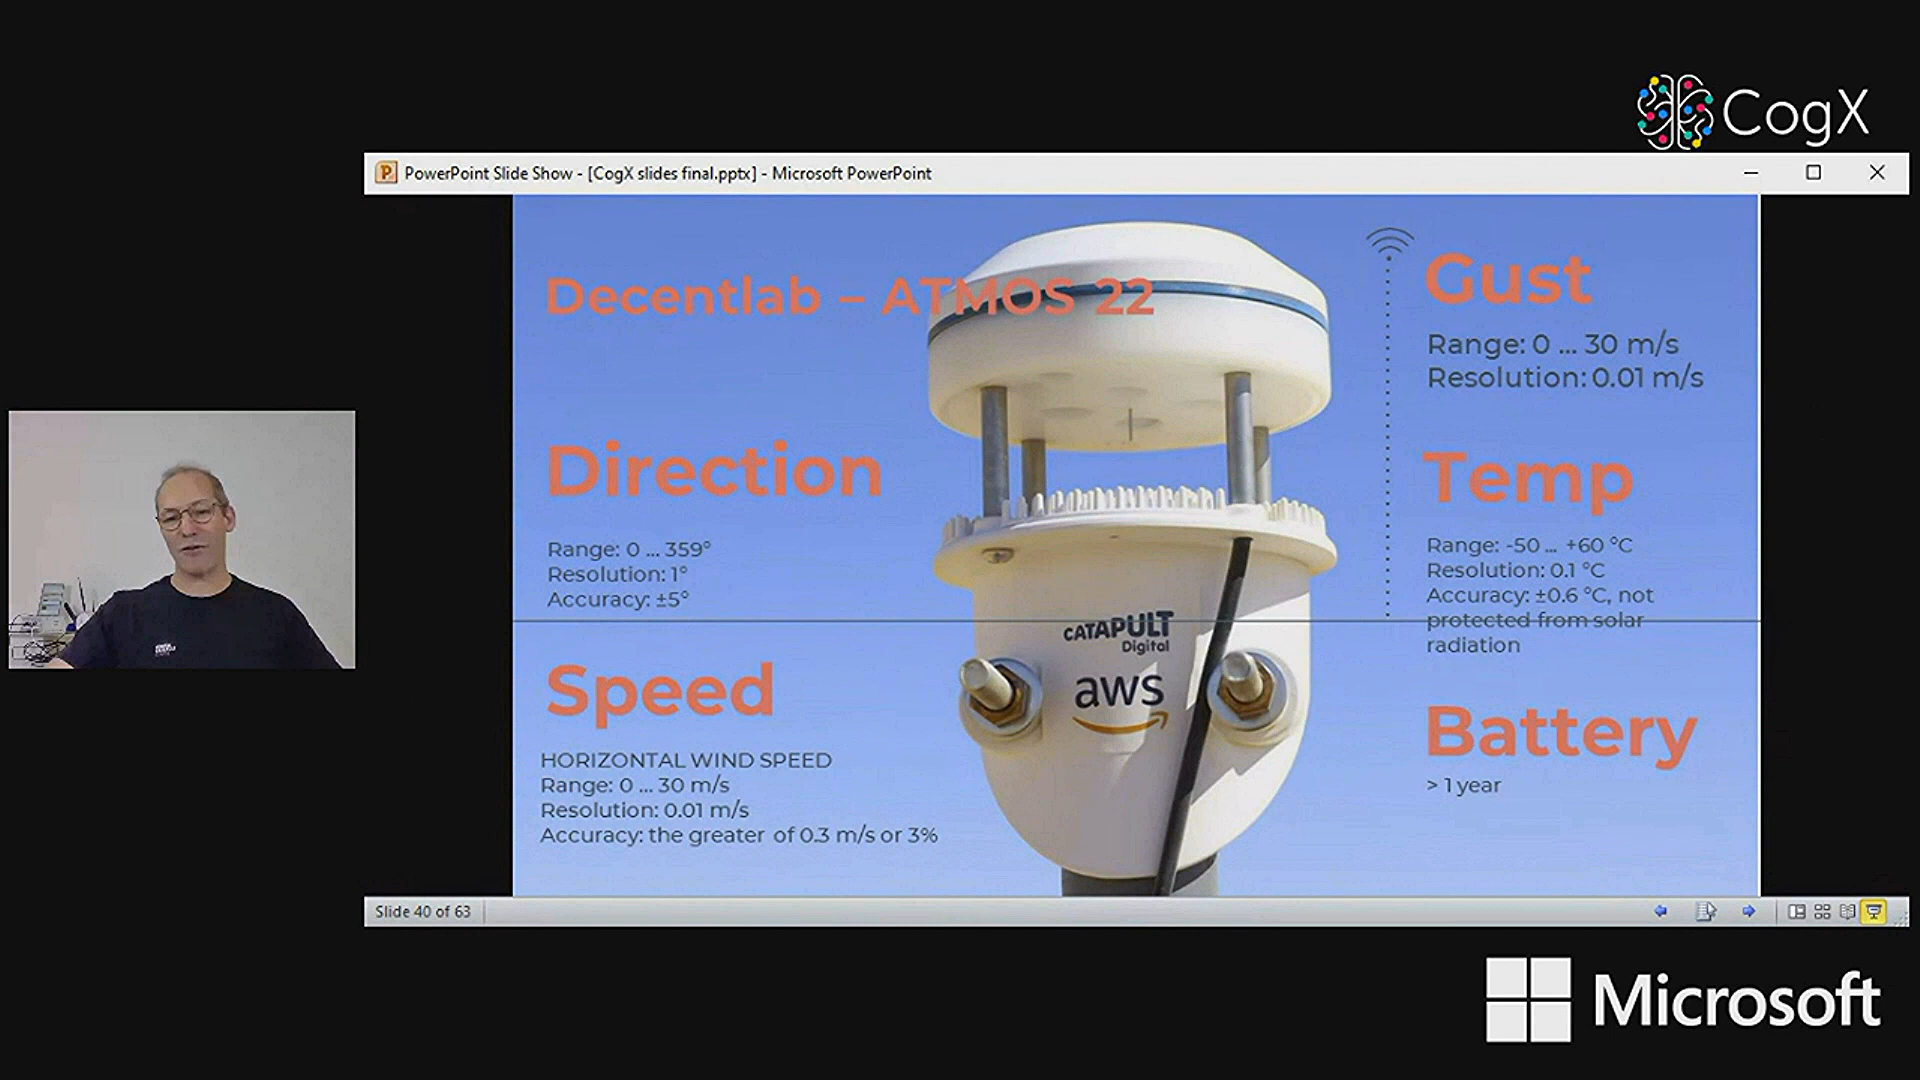 CogX
PowerPoint Slide Show - [CogX slides final.pptx] - Microsoft PowerPoint
Decentlab – ATMOS 22
Direction
Range: 0 ... 359°
Resolution: 1°
Accuracy: ±5°
Speed
HORIZONTAL WIND SPEED
Range: 0 ... 30 m/s
Resolution: 0.01 m/s
Accuracy: the greater of 0.3 m/s or 3%
CATAPULT
Digital
aws
Gust
Range: 0 ... 30 m/s
Resolution: 0.01 m/s
Temp
Range: -50 ... +60 °C
Resolution: 0.1 °C
Accuracy: ±0.6 °C, not
protected from solar
radiation
Battery
> 1 year
Slide 40 of 63
Microsoft